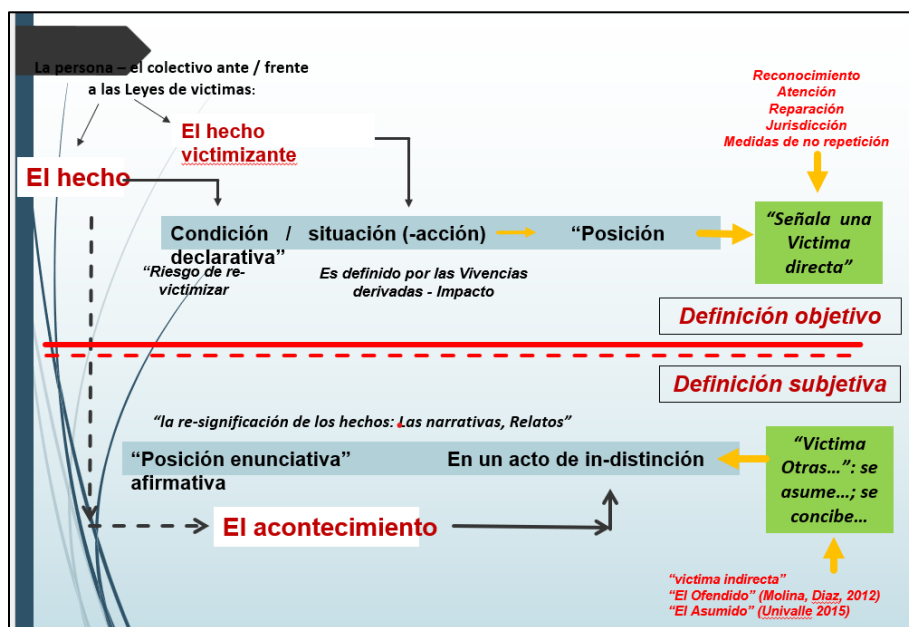 La persona – el colectivo ante / frente
a las Leyes de victimas:
El hecho
victimizante
El hecho
Reconocimiento
Atención
Reparación
Jurisdicción
Medidas de no repetición
Condición / situación (-acción) “Posición
declarativa”
“Señala una
Victima
directa”
“Riesgo de re-
victimizar
Es definido por las Vivencias
derivadas - Impacto
Definición objetivo
Definición subjetiva
“la re-significación de los hechos: Las narrativas, Relatos”
“Posición enunciativa” En un acto de in-distinción
afirmativa
“Victima
Otras…”: se
asume…; se
concibe…
El acontecimiento
“victima indirecta”
“El Ofendido” (Molina, Diaz, 2012)
“El Asumido” (Univalle 2015)